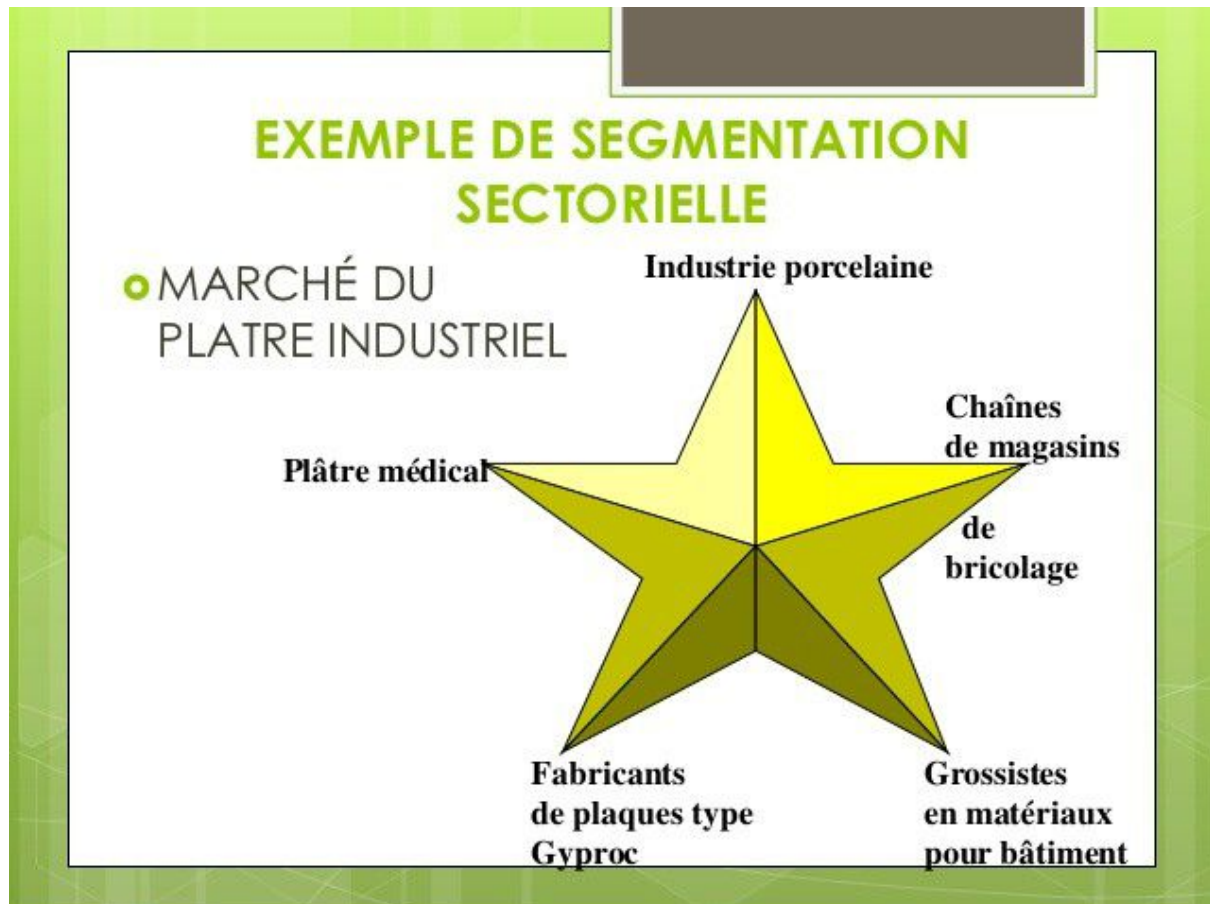 EXEMPLE DE SEGMENTATION
SECTORIELLE
MARCHÉ DU
PLATRE INDUSTRIEL
Industrie porcelaine
Chaînes
de magasins
de
bricolage
Plâtre médical
Fabricants
de plaques type
Gyproc
Grossistes
en matériaux
pour bâtiment